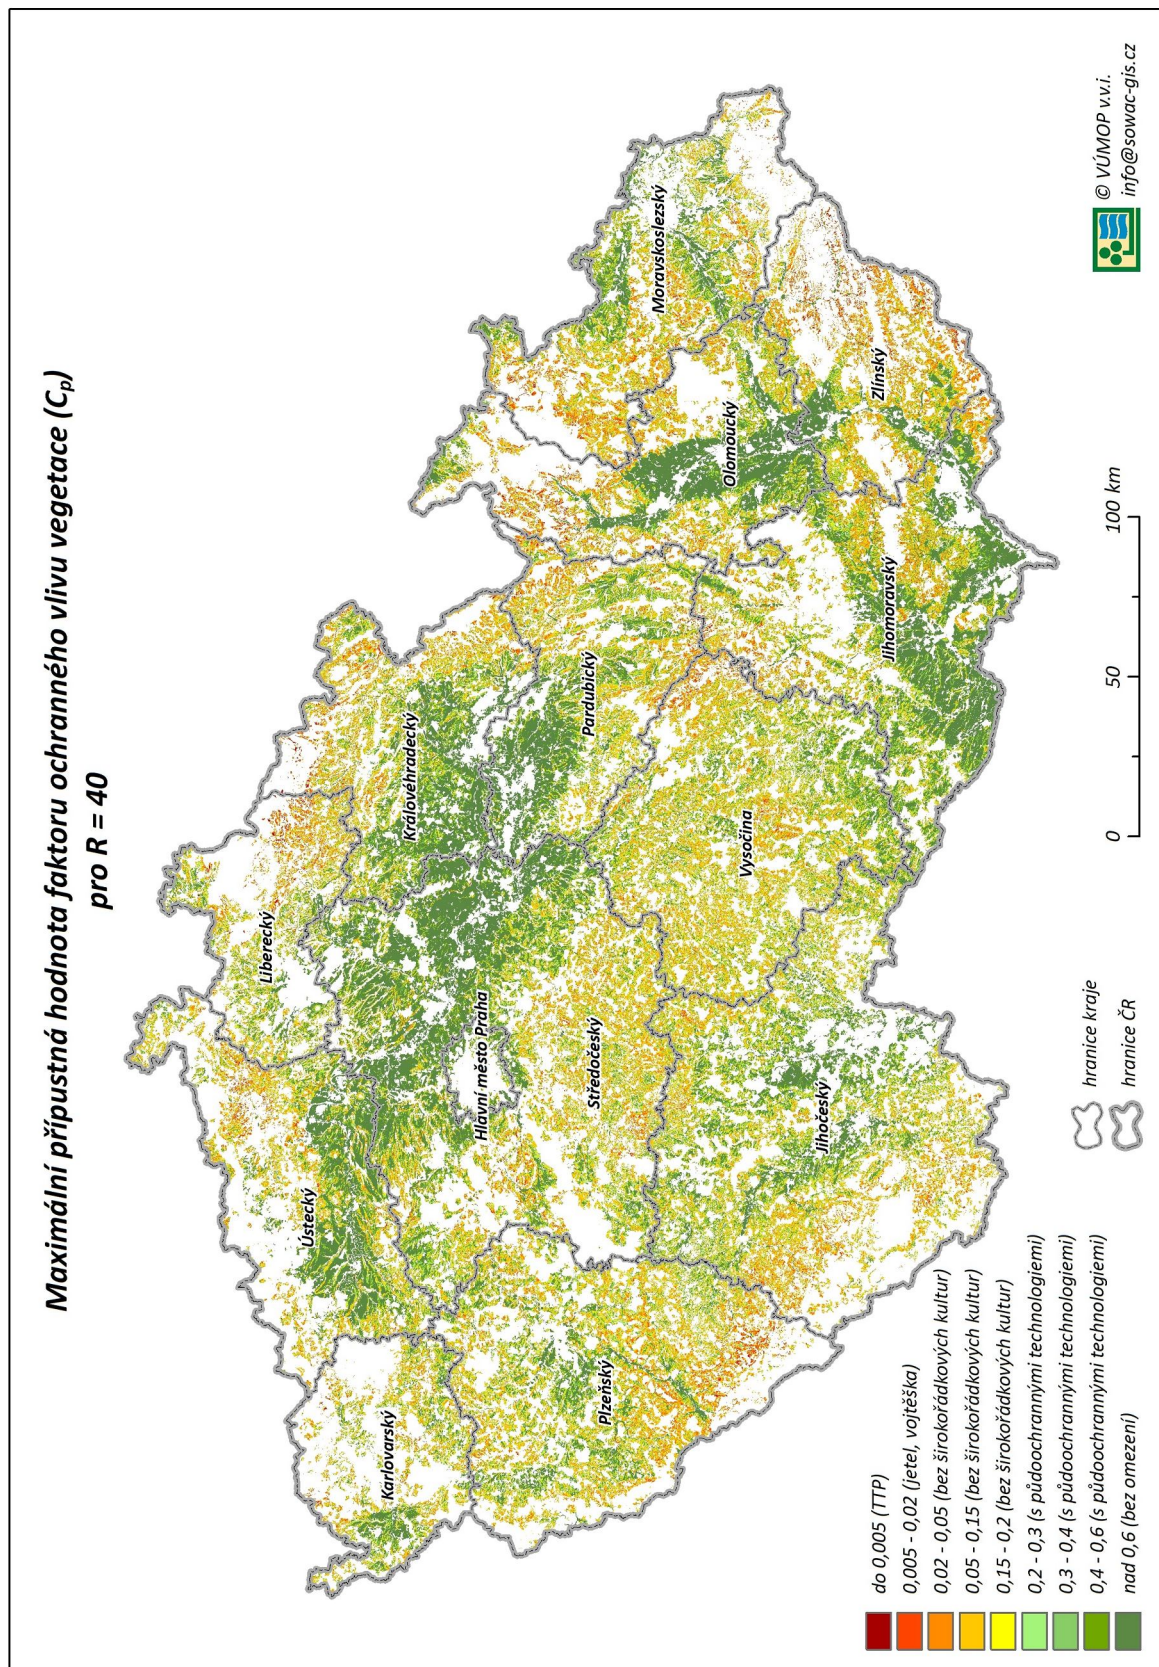 Maximální přípustná hodnota faktoru ochranného vlivu vegetace (Cp)
pro R = 40
Karlovarský
Ústecký
Liberecký
Královéhradecký
Hlavní město Praha
Plzeňský
Středočeský
Pardubický
Moravskoslezský
Olomoucký
Jihočeský
Vysočina
Jihomoravský
Zlínský
do 0,005 (TTP)
0,005 - 0,02 (jetel, vojtěška)
0,02 - 0,05 (bez širokořádkových kultur)
0,05 - 0,15 (bez širokořádkových kultur)
0,15 - 0,2 (bez širokořádkových kultur)
0,2 - 0,3 (s půdoochrannými technologiemi)
0,3 - 0,4 (s půdoochrannými technologiemi)
0,4 - 0,6 (s půdoochrannými technologiemi)
nad 0,6 (bez omezení)
hranice kraje
hranice ČR
0 50 100 km
© VÚMOP v.v.i.
info@sowac-gis.cz